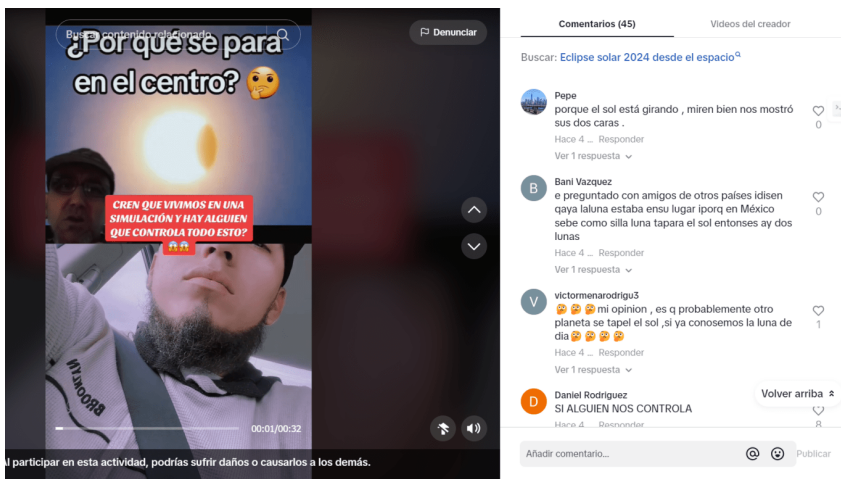 Buscar contenido relacionado
Denunciar
¿Por qué se para
en el centro? 🤔
CREN QUE VIVIMOS EN UNA
SIMULACIÓN Y HAY ALGUIEN
QUE CONTROLA TODO ESTO?
😱😱
BROOKLYN
00:01/00:32
Al participar en esta actividad, podrías sufrir daños o causarlos a los demás.
Comentarios (45)
Videos del creador
Buscar: Eclipse solar 2024 desde el espacio
Pepe
porque el sol está girando , miren bien nos mostró
sus dos caras .
0
Hace 4 ... Responder
Ver 1 respuesta
B
Bani Vazquez
e preguntado con amigos de otros países idisen
qaya laluna estaba ensu lugar iporq en México
sebe como silla luna tapara el sol entonses ay dos
lunas
0
Hace 4 ... Responder
Ver 1 respuesta
V
victormenarodrigu3
🤔🤔🤔mi opinion , es q probablemente otro
planeta se tapel el sol ,si ya conosemos la luna de
dia🤔🤔🤔🤔
1
Hace 4 ... Responder
Ver 1 respuesta
D
Daniel Rodriguez
SI ALGUIEN NOS CONTROLA
8
Hace 4 Responder
Volver arriba
Añadir comentario...
@
Publicar